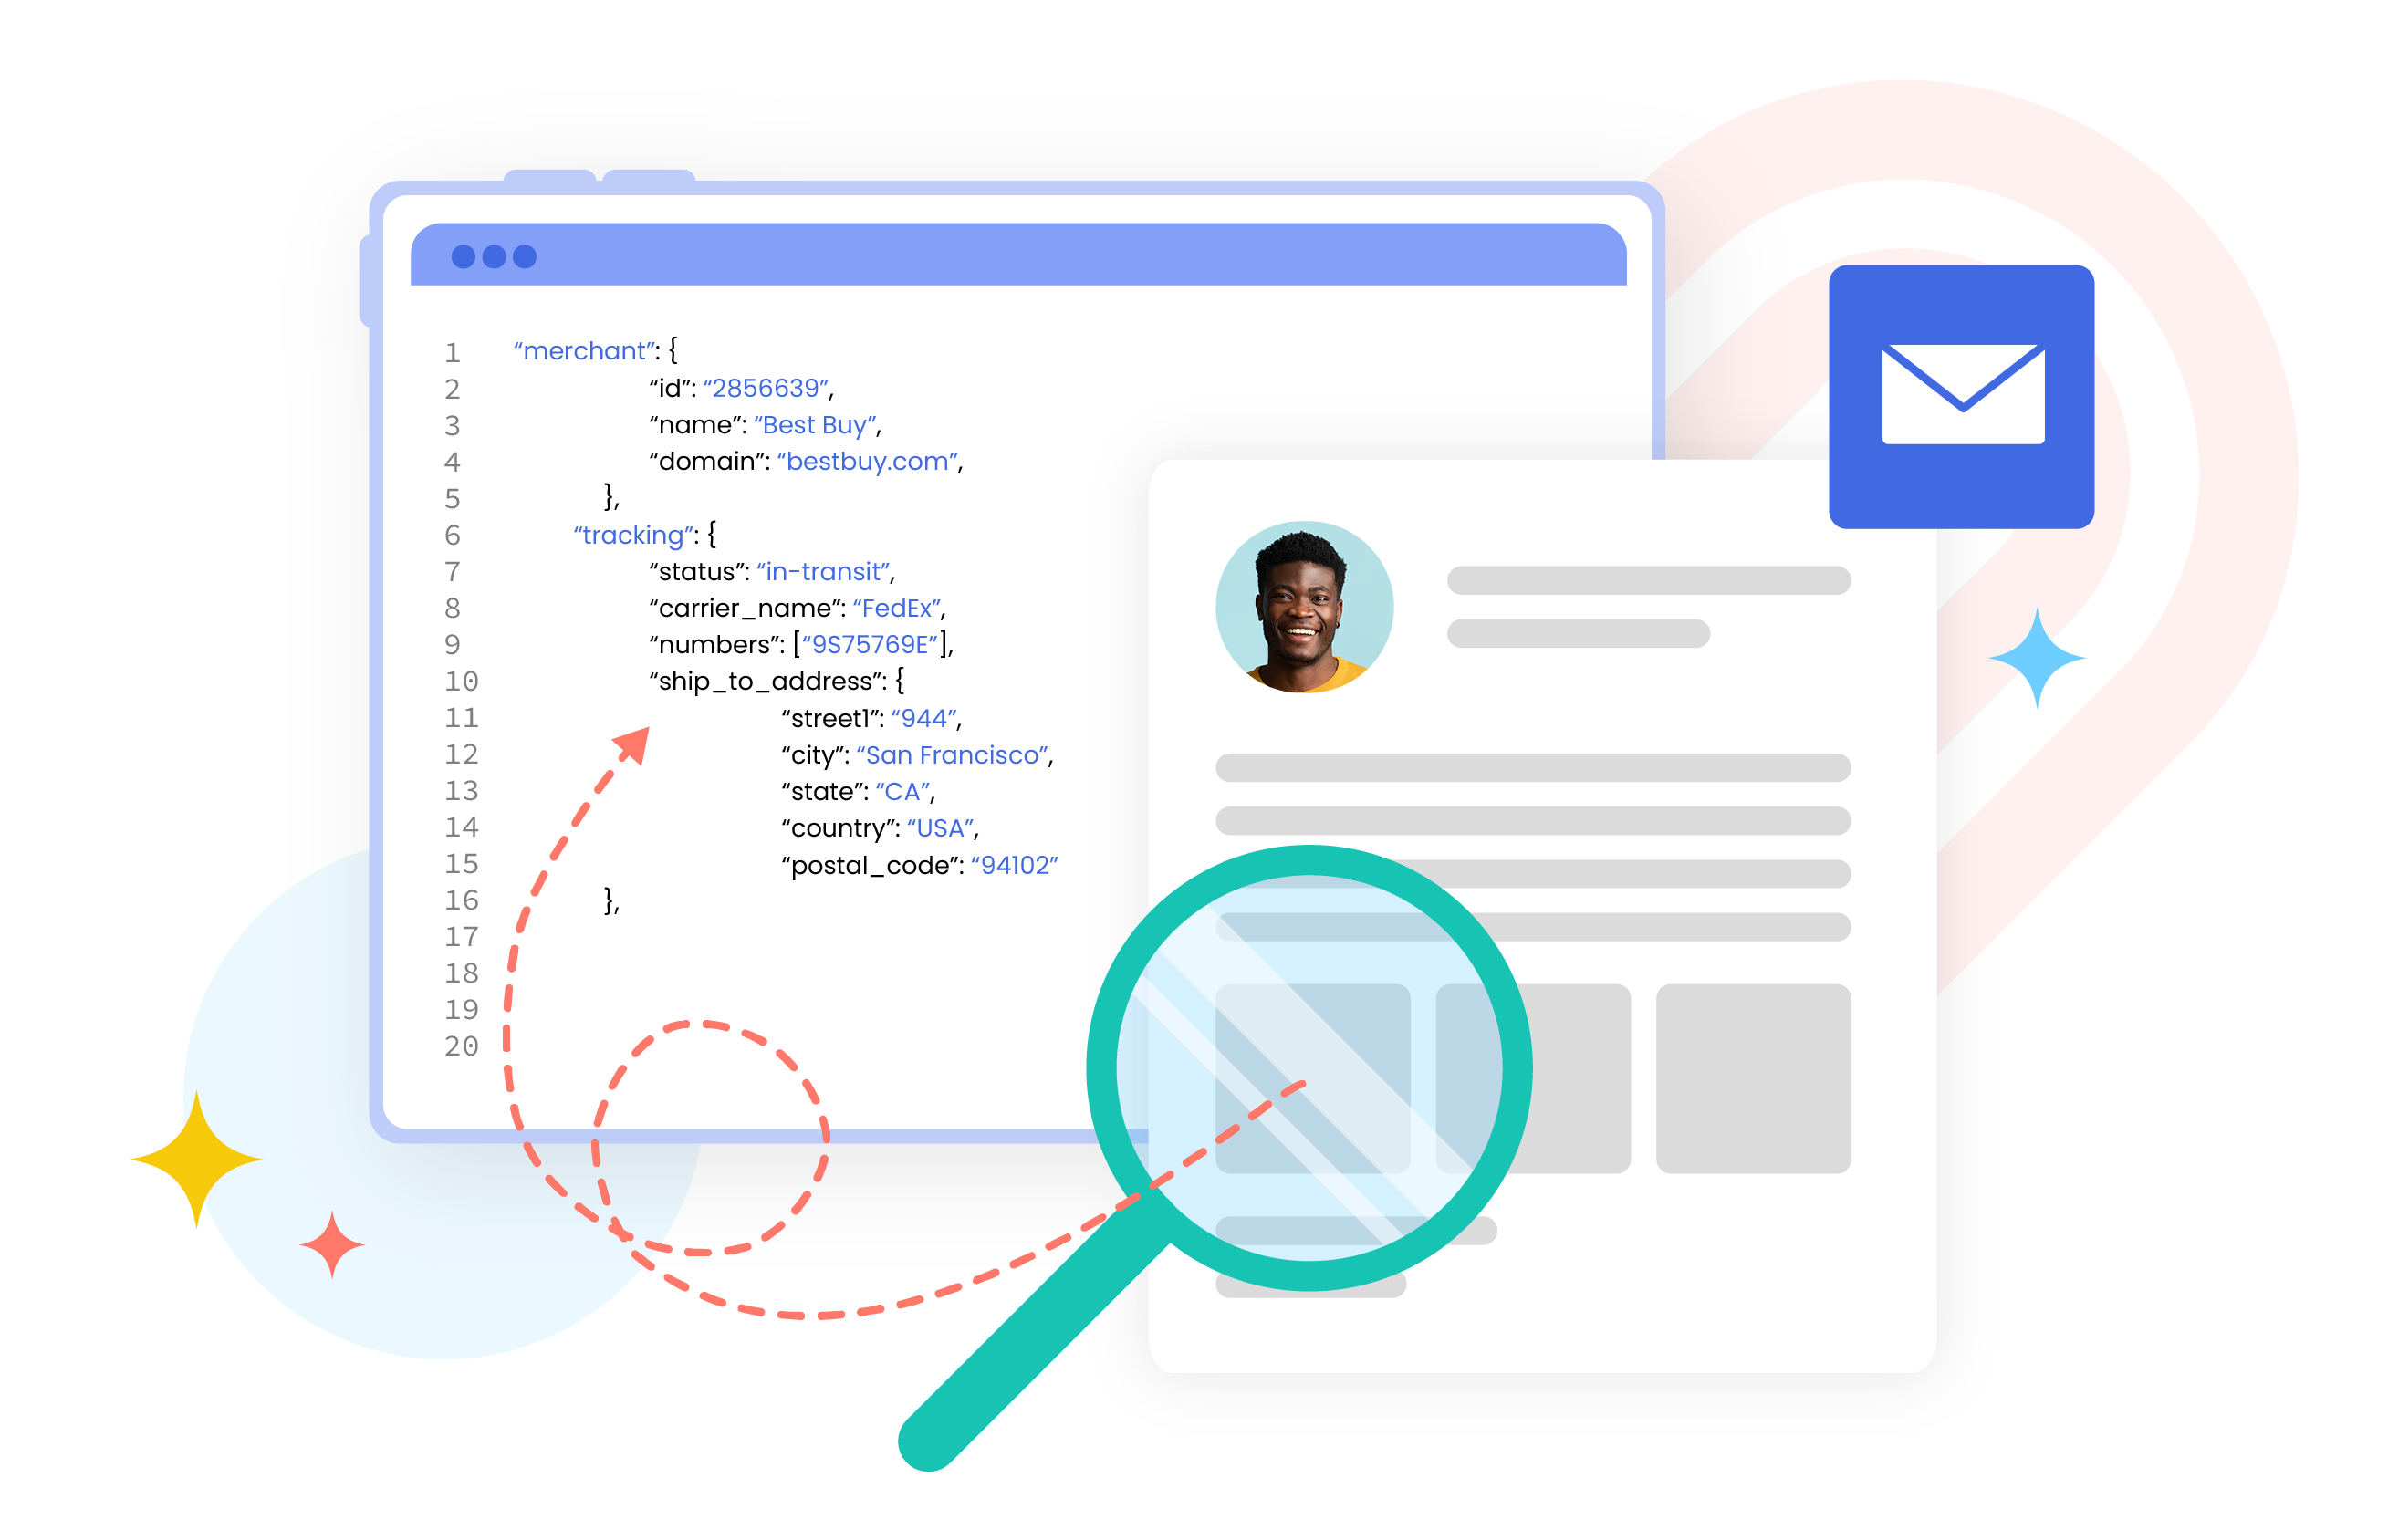 1 “merchant”: {
2 “id”: “2856639”,
3 “name”: “Best Buy”,
4 “domain”: “bestbuy.com”,
5 },
6 “tracking”: {
7 “status”: “in-transit”,
8 “carrier_name”: “FedEx”,
9 “numbers”: [“9S75769E”],
10 “ship_to_address”: {
11 “street1”: “944”,
12 “city”: “San Francisco”,
13 “state”: “CA”,
14 “country”: “USA”,
15 “postal_code”: “94102”
16 },
17
18
19
20